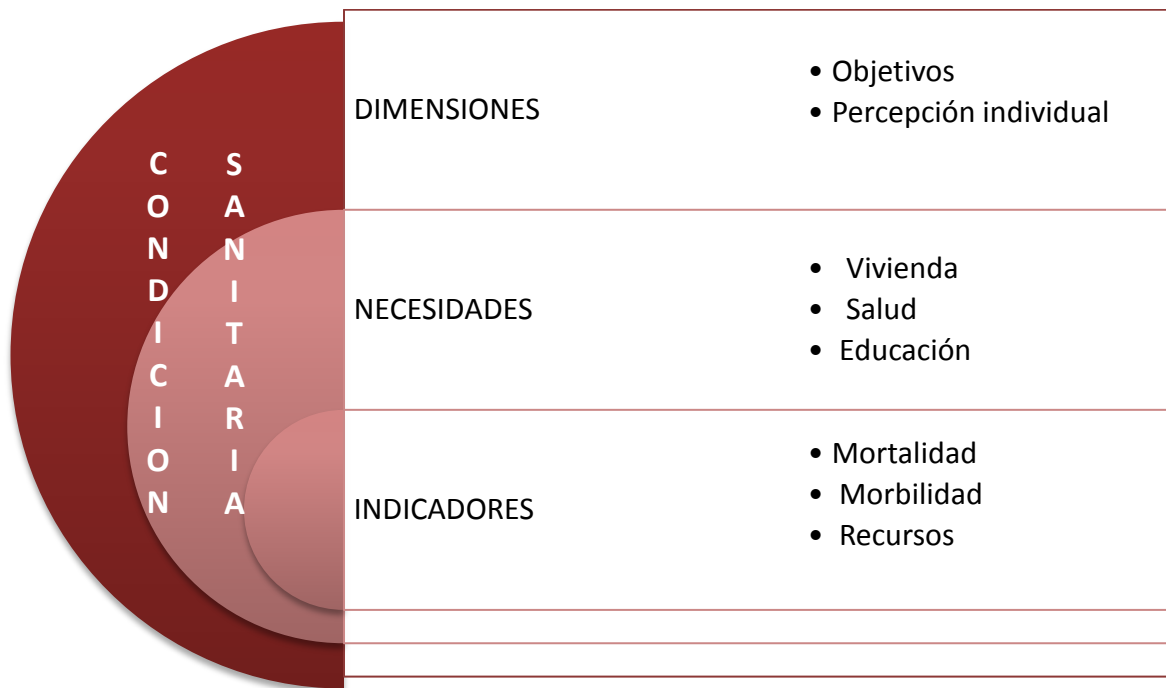 CONDICION
SANITARIA
DIMENSIONES
• Objetivos
• Percepción individual
NECESIDADES
• Vivienda
• Salud
• Educación
INDICADORES
• Mortalidad
• Morbilidad
• Recursos